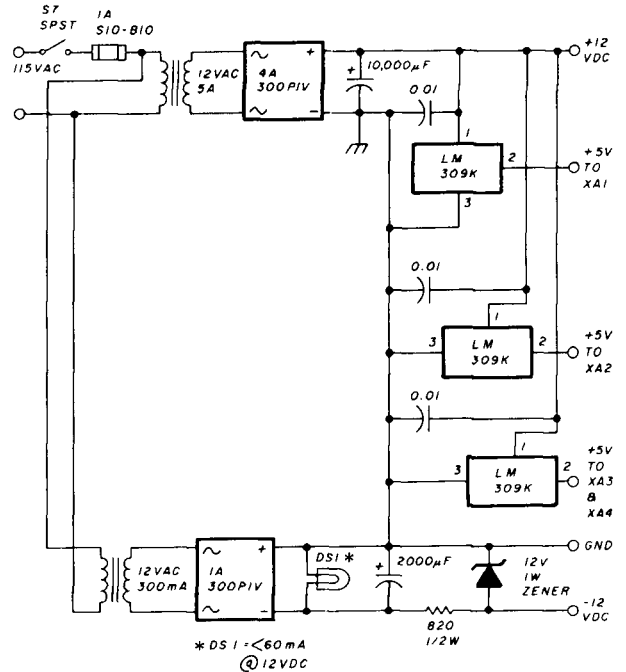 S7
SPST
1A
S10-B10
115VAC
12VAC
5A
~
~
4A
300PIV
+
-
+
10,000µF
0.01
+12
VDC
1
LM
309K
2
3
+5V
TO
XA1
0.01
1
3
LM
309K
2
+5V
TO
XA2
0.01
1
3
LM
309K
2
+5V
TO
XA3
&
XA4
12VAC
300mA
~
~
1A
300PIV
+
-
DS1 *
+
2000µF
820
1/2W
12V
1W
ZENER
GND
-12
VDC
* DS 1 = <60mA
@ 12VDC